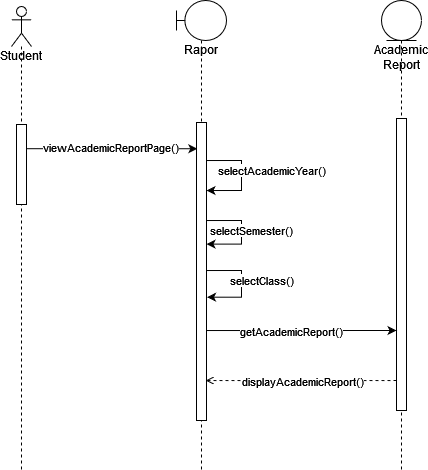 Student
Rapor
Academic
Report
viewAcademicReportPage()
selectAcademicYear()
selectSemester()
selectClass()
getAcademicReport()
displayAcademicReport()